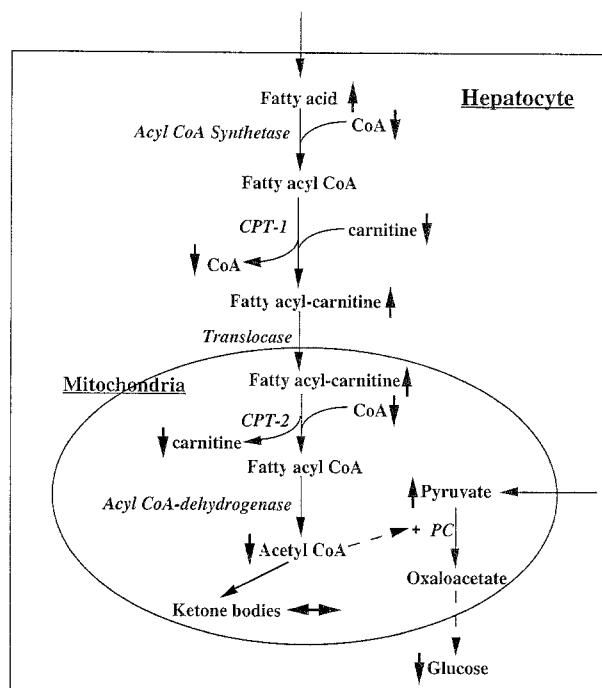 Hepatocyte
Fatty acid
Acyl CoA Synthetase
CoA
Fatty acyl CoA
CPT-1
carnitine
CoA
Fatty acyl-carnitine
Translocase
Mitochondria
Fatty acyl-carnitine
CPT-2
CoA
carnitine
Fatty acyl CoA
Acyl CoA-dehydrogenase
Pyruvate
Acetyl CoA
+ PC
Oxaloacetate
Ketone bodies
Glucose